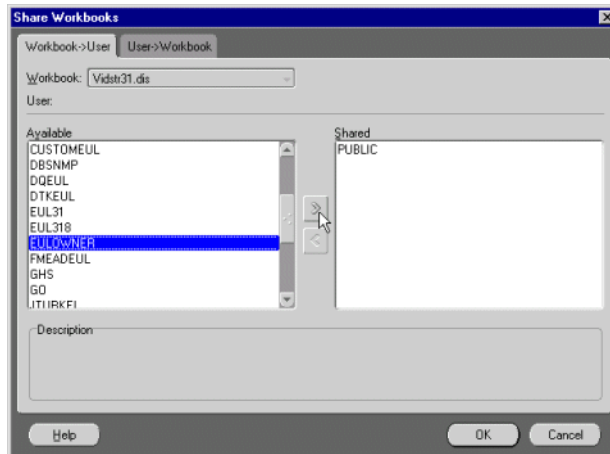 Share Workbooks
Workbook->User
User->Workbook
Workbook: Vidstr31.dis
User:
Available
CUSTOMEUL
DBSNMP
DQEUL
DTKEUL
EUL31
EUL318
EULOWNER
FMEADEUL
GHS
GO
Shared
PUBLIC
Description
Help
OK
Cancel